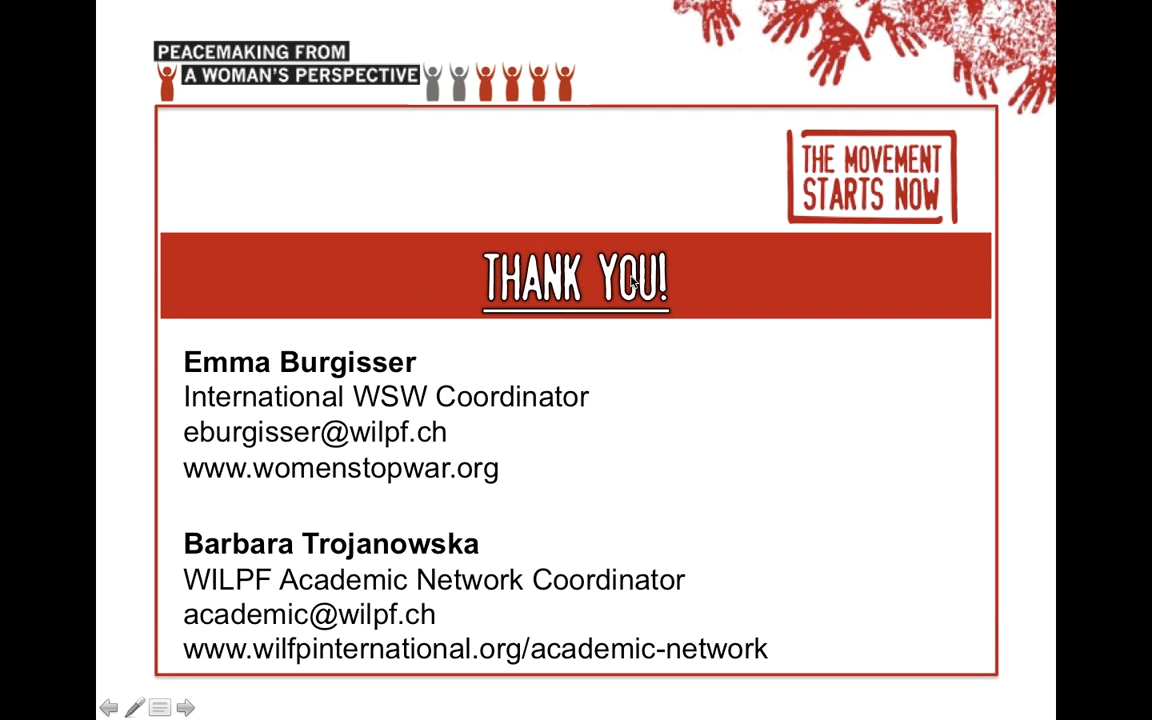 PEACEMAKING FROM
A WOMAN'S PERSPECTIVE
THE MOVEMENT
STARTS NOW
THANK YOU!
Emma Burgisser
International WSW Coordinator
eburgisser@wilpf.ch
www.womenstopwar.org
Barbara Trojanowska
WILPF Academic Network Coordinator
academic@wilpf.ch
www.wilfpinternational.org/academic-network